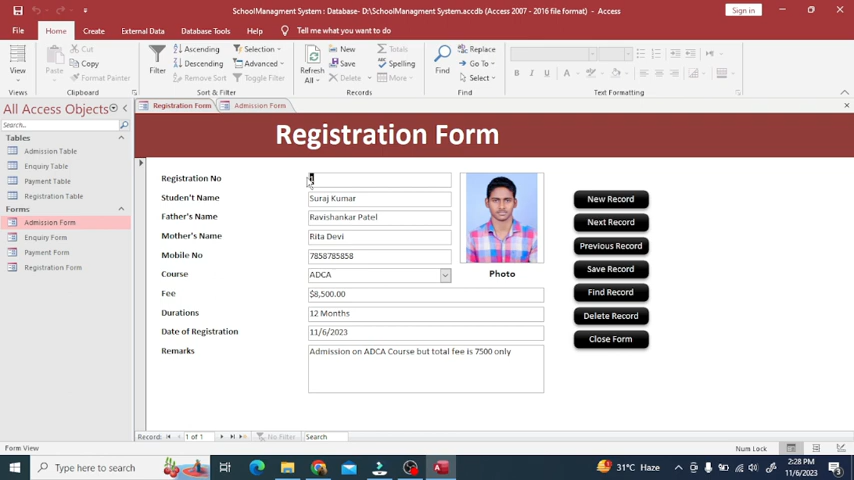 SchoolManagment System : Database- D:\SchoolManagment System.accdb (Access 2007 - 2016 file format) - Access
Sign in
File
Home
Create
External Data
Database Tools
Help
Tell me what you want to do
View
Paste
Cut
Copy
Format Painter
Filter
Ascending
Descending
Remove Sort
Selection
Advanced
Toggle Filter
Refresh
All
New
Save
Delete
Totals
Spelling
More
Find
Replace
Go To
Select
B I U A
Views
Clipboard
Sort & Filter
Records
Find
Text Formatting
All Access Objects
Search...
Tables
Admission Table
Enquiry Table
Payment Table
Registration Table
Forms
Admission Form
Enquiry Form
Payment Form
Registration Form
Registration Form
Admission Form
Registration Form
Registration No
1
Student's Name
Suraj Kumar
Father's Name
Ravishankar Patel
Mother's Name
Rita Devi
Mobile No
7858785858
Course
ADCA
Photo
Fee
$8,500.00
Durations
12 Months
Date of Registration
11/6/2023
Remarks
Admission on ADCA Course but total fee is 7500 only
New Record
Next Record
Previous Record
Save Record
Find Record
Delete Record
Close Form
Record:
1 of 1
No Filter
Search
Form View
Num Lock
Type here to search
31°C Haze
2:28 PM
11/6/2023
3